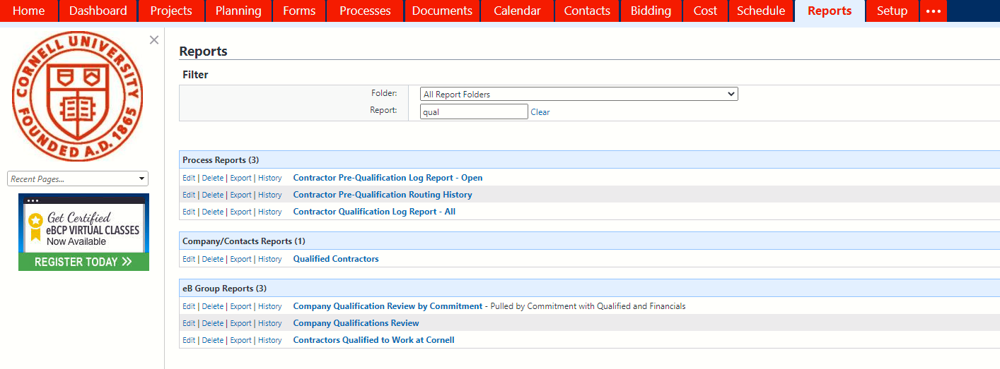 Home Dashboard Projects Planning Forms Processes Documents Calendar Contacts Bidding Cost Schedule Reports Setup •••
CORNELL UNIVERSITY
FOUNDED A.D. 1865
Recent Pages...
Get Certified
eBCP VIRTUAL CLASSES
Now Available
REGISTER TODAY >>
Reports
Filter
Folder: All Report Folders
Report: qual Clear
Process Reports (3)
Edit | Delete | Export | History Contractor Pre-Qualification Log Report - Open
Edit | Delete | Export | History Contractor Pre-Qualification Routing History
Edit | Delete | Export | History Contractor Qualification Log Report - All
Company/Contacts Reports (1)
Edit | Delete | Export | History Qualified Contractors
eB Group Reports (3)
Edit | Delete | Export | History Company Qualification Review by Commitment - Pulled by Commitment with Qualified and Financials
Edit | Delete | Export | History Company Qualifications Review
Edit | Delete | Export | History Contractors Qualified to Work at Cornell